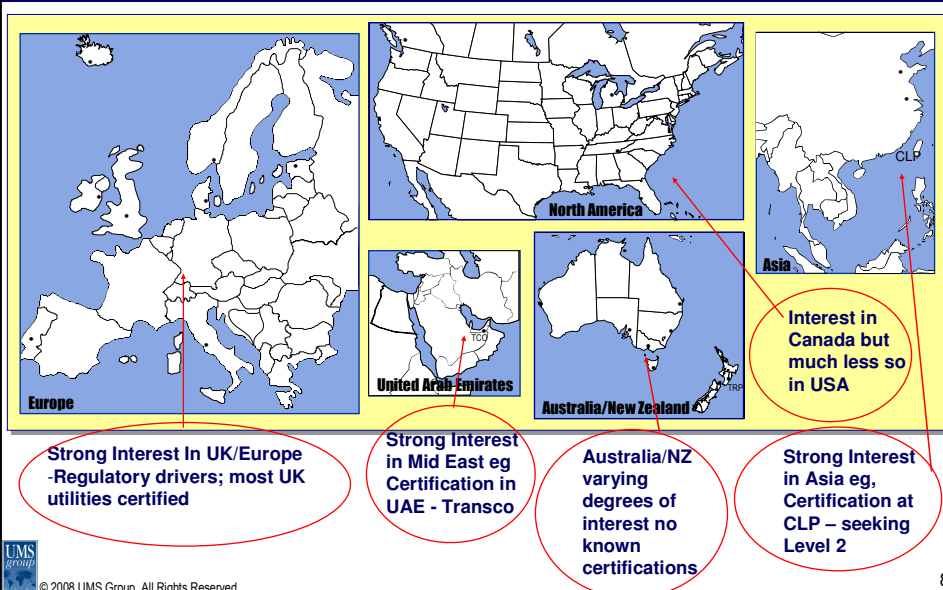 CLP
North America
Asia
TCO
United Arab Emirates
TRP
Australia/New Zealand
Europe
Interest in
Canada but
much less so
in USA
Strong Interest In UK/Europe
-Regulatory drivers; most UK
utilities certified
Strong Interest
in Mid East eg
Certification in
UAE - Transco
Australia/NZ
varying
degrees of
interest no
known
certifications
Strong Interest
in Asia eg,
Certification at
CLP – seeking
Level 2
UMS
group
© 2008 UMS Group, All Rights Reserved
8